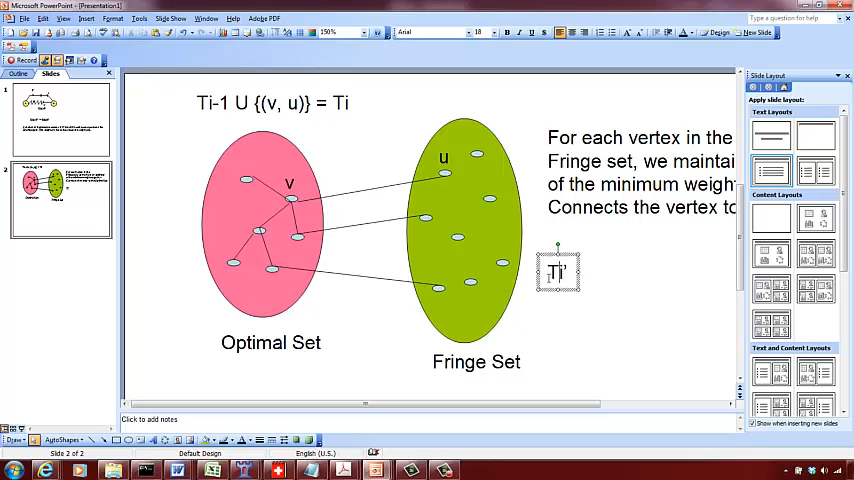 Microsoft PowerPoint - [Presentation1]
File Edit View Insert Format Tools Slide Show Window Help Adobe PDF
Type a question for help
150%
Arial
18
B I U S
Design
New Slide
Record
Outline
Slides
1
2
Ti-1 U {(v, u)} = Ti
v
u
For each vertex in the
Fringe set, we maintai
of the minimum weigh
Connects the vertex to
Ti'
Optimal Set
Fringe Set
Slide Layout
Apply slide layout:
Text Layouts
Content Layouts
Text and Content Layouts
Show when inserting new slides
Click to add notes
Draw
AutoShapes
Slide 2 of 2
Default Design
English (U.S.)